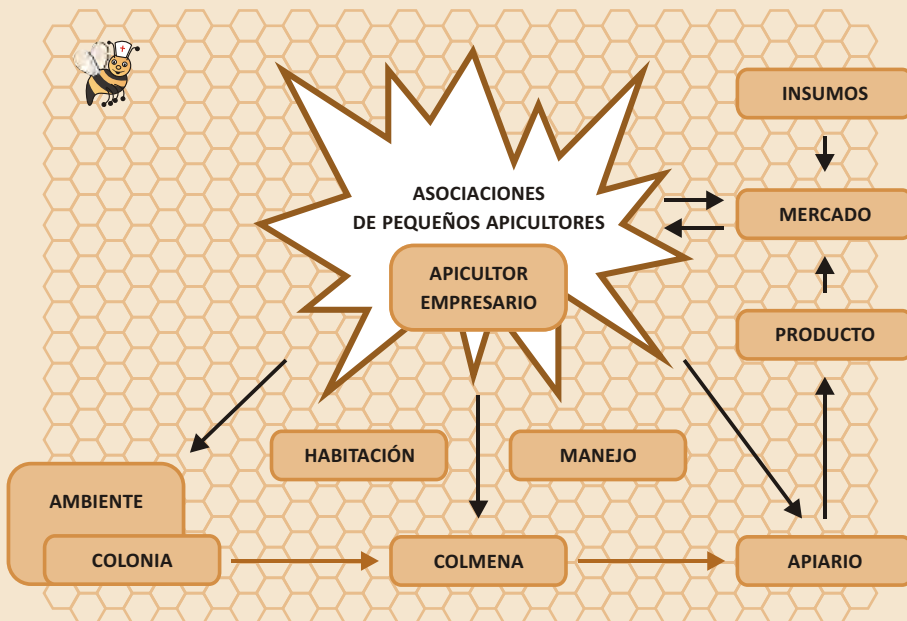 INSUMOS
ASOCIACIONES
DE PEQUEÑOS APICULTORES
MERCADO
APICULTOR
EMPRESARIO
PRODUCTO
HABITACIÓN
MANEJO
AMBIENTE
COLONIA
COLMENA
APIARIO